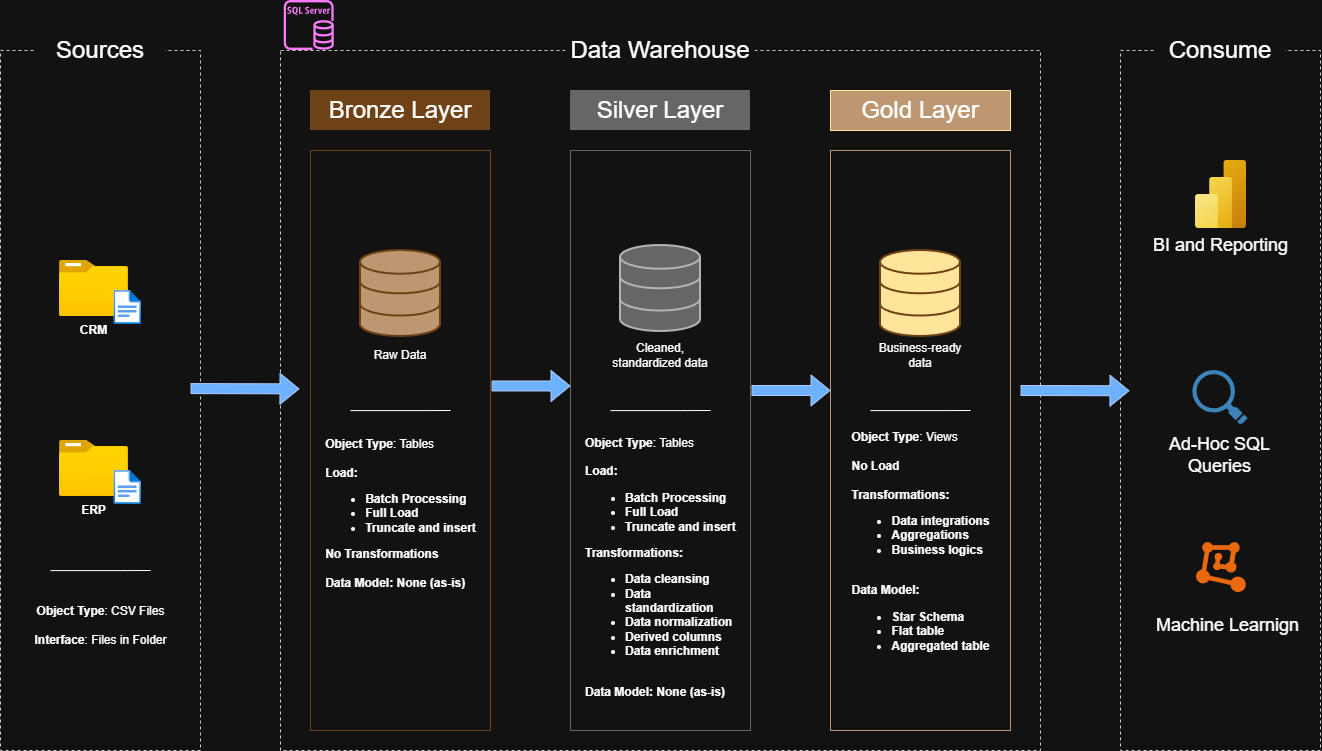 SQL Server
Sources
Data Warehouse
Consume
Bronze Layer
Silver Layer
Gold Layer
CRM
ERP
Object Type: CSV Files
Interface: Files in Folder
Raw Data
Object Type: Tables
Load:
Batch Processing
Full Load
Truncate and insert
No Transformations
Data Model: None (as-is)
Cleaned,
standardized data
Object Type: Tables
Load:
Batch Processing
Full Load
Truncate and insert
Transformations:
Data cleansing
Data
standardization
Data normalization
Derived columns
Data enrichment
Data Model: None (as-is)
Business-ready
data
Object Type: Views
No Load
Transformations:
Data integrations
Aggregations
Business logics
Data Model:
Star Schema
Flat table
Aggregated table
BI and Reporting
Ad-Hoc SQL
Queries
Machine Learnign